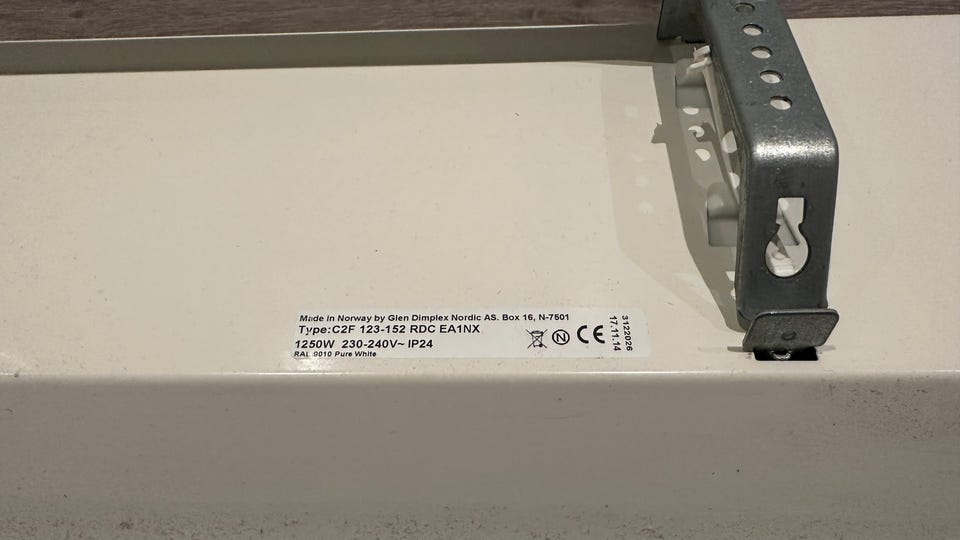 Made in Norway by Glen Dimplex Nordic AS. Box 16, N-7501
Type:C2F 123-152 RDC EA1NX
1250W 230-240V~ IP24
RAL 9010 Pure White
N
CE
3122026
17.11.14